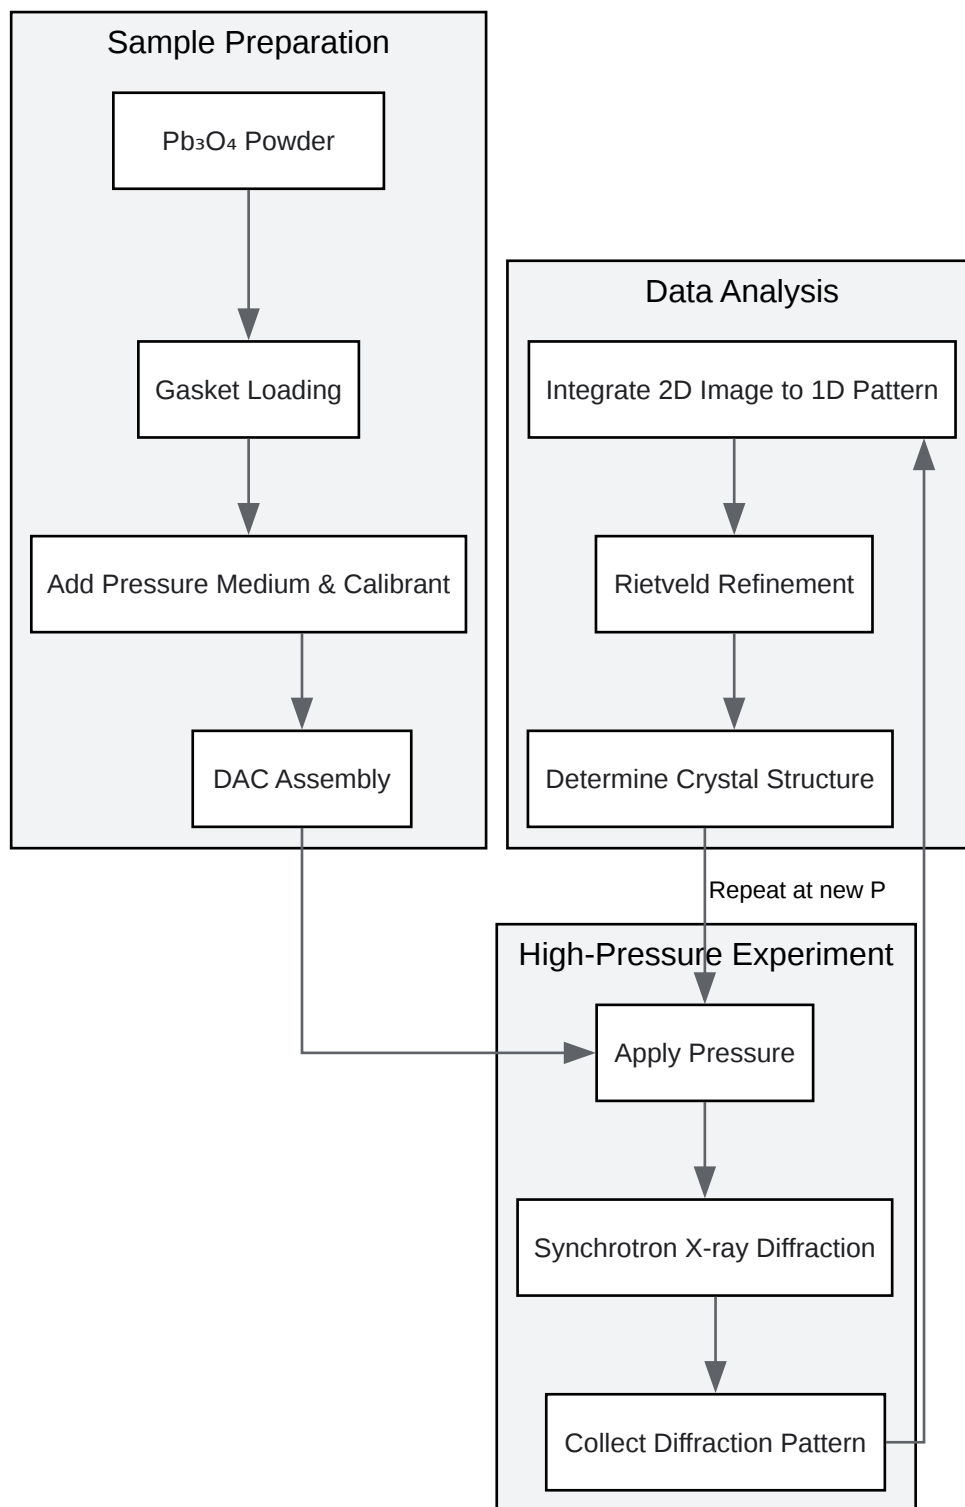 Sample Preparation
Pb₃O₄ Powder
Gasket Loading
Add Pressure Medium & Calibrant
DAC Assembly
Data Analysis
Integrate 2D Image to 1D Pattern
Rietveld Refinement
Determine Crystal Structure
Repeat at new P
High-Pressure Experiment
Apply Pressure
Synchrotron X-ray Diffraction
Collect Diffraction Pattern